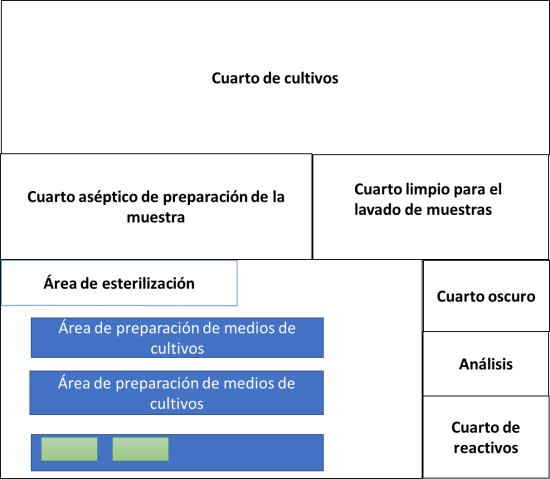 Cuarto de cultivos
Cuarto aséptico de preparación de la
muestra
Cuarto limpio para el
lavado de muestras
Área de esterilización
Cuarto oscuro
Área de preparación de medios de
cultivos
Análisis
Área de preparación de medios de
cultivos
Cuarto de
reactivos